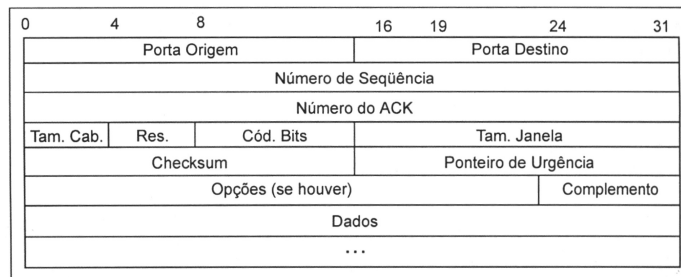 0 4 8 16 19 24 31
Porta Origem Porta Destino
Número de Seqüência
Número do ACK
Tam. Cab. Res. Cód. Bits Tam. Janela
Checksum Ponteiro de Urgência
Opções (se houver) Complemento
Dados
...